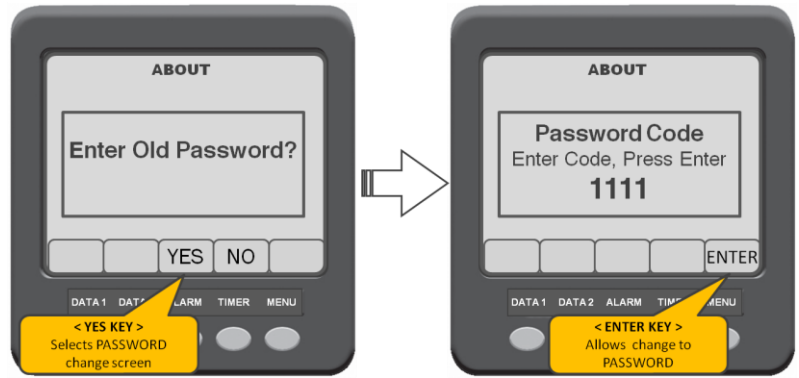 ABOUT
Enter Old Password?
YES NO
DATA 1 DATA ALARM TIMER MENU
< YES KEY >
Selects PASSWORD
change screen
ABOUT
Password Code
Enter Code, Press Enter
1111
ENTER
DATA 1 DATA 2 ALARM TIME MENU
< ENTER KEY >
Allows change to
PASSWORD